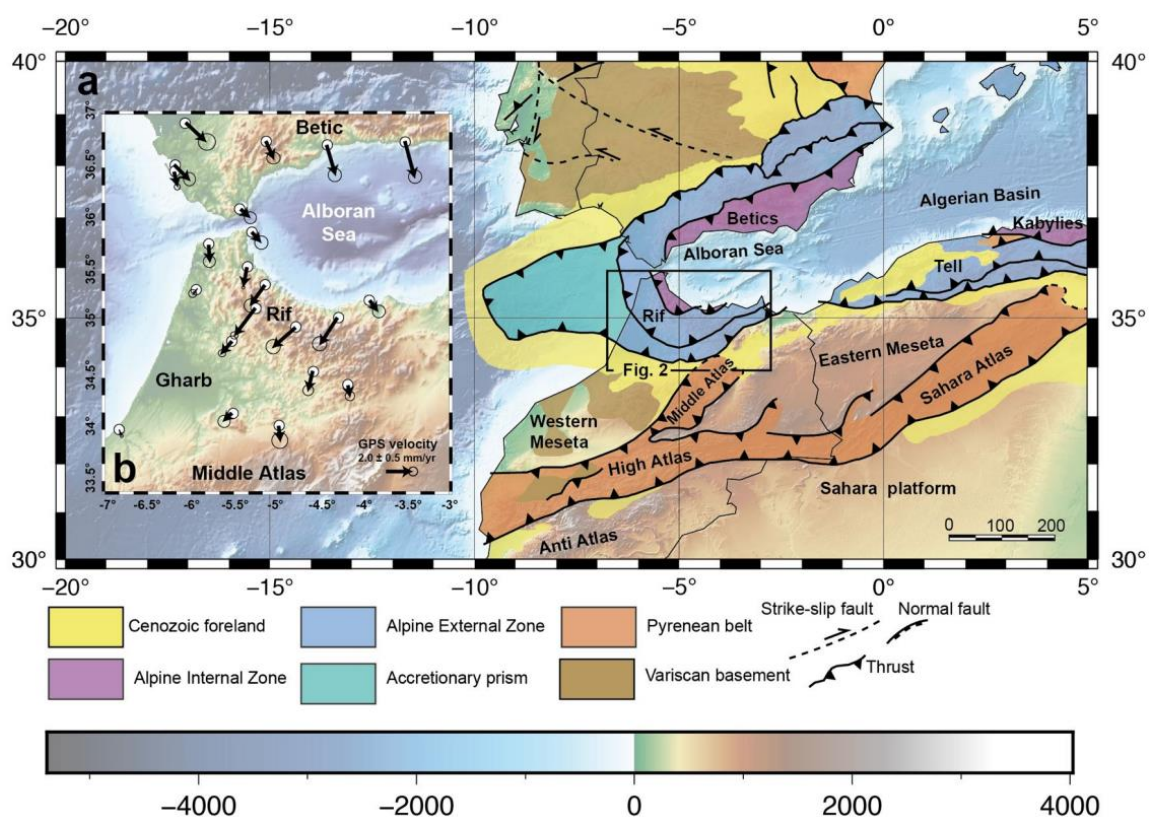 −20° −15° −10° −5° 0° 5°
40° 40°
a
37°
36.5°
36°
35.5°
35°
34.5°
34°
33.5°
Betic
Alboran
Sea
Rif
Gharb
GPS velocity
2.0 ± 0.5 mm/yr
b
Middle Atlas
-7° -6.5° -6° -5.5° -5° -4.5° -4° -3.5° -3°
Algerian Basin
Betics
Kabylies
Alboran Sea
Tell
Rif
35° 35°
Eastern Meseta
Fig. 2
Middle Atlas
Sahara Atlas
Western
Meseta
High Atlas
Sahara platform
Anti Atlas
0 100 200
30° 30°
−20° −15° −10° −5° 0° 5°
Cenozoic foreland
Alpine External Zone
Pyrenean belt
Strike-slip fault
Normal fault
Alpine Internal Zone
Accretionary prism
Variscan basement
Thrust
−4000 −2000 0 2000 4000